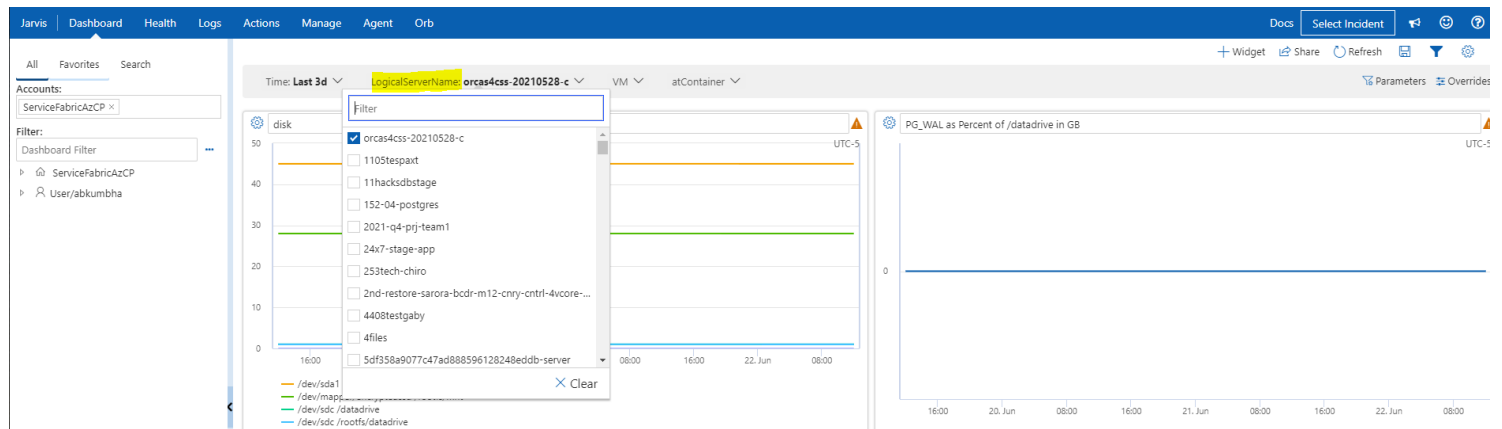 Jarvis Dashboard Health Logs Actions Manage Agent Orb Docs Select Incident
Widget Share Refresh
All Favorites Search
Accounts:
ServiceFabricAzCP ×
Filter:
Dashboard Filter ...
ServiceFabricAzCP
User/abkumbha
Time: Last 3d LogicalServerName: orcas4css-20210528-c VM atContainer Parameters Overrides
Filter
orcas4css-20210528-c
1105tespaxt
11hacksdbstage
152-04-postgres
2021-q4-prj-team1
24x7-stage-app
253tech-chiro
2nd-restore-sarora-bcdr-m12-cnry-cntrl-4vcore-...
4408testgaby
4files
5df358a9077c47ad888596128248eddb-server
Clear
disk
UTC-5
50
40
30
20
10
0
16:00 08:00 16:00 22. Jun 08:00
/dev/sda1
/dev/sdc /datadrive
/dev/sdc /rootfs/datadrive
PG_WAL as Percent of /datadrive in GB
UTC-5
0
16:00 20. Jun 08:00 16:00 21. Jun 08:00 16:00 22. Jun 08:00